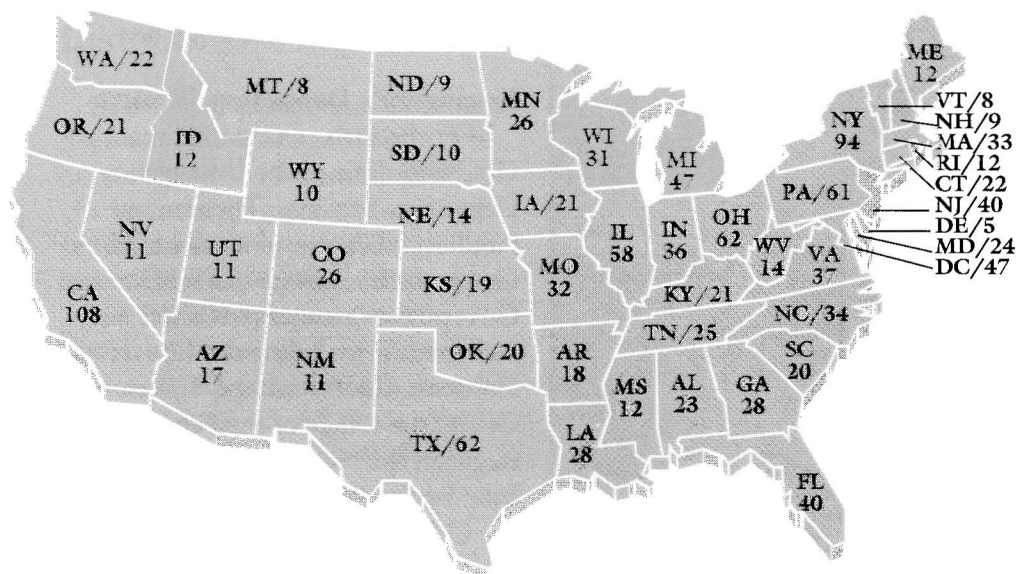 WA/22
OR/21
ID
12
MT/8
ND/9
MN
26
WI
31
MI
47
NY
94
ME
12
VT/8
NH/9
MA/33
RI/12
CT/22
NJ/40
DE/5
MD/24
DC/47
SD/10
WY
10
NE/14
IA/21
IL
58
IN
36
OH
62
PA/61
WV
14
VA
37
NV
11
UT
11
CO
26
KS/19
MO
32
KY/21
CA
108
AZ
17
NM
11
OK/20
AR
18
TN/25
NC/34
SC
20
MS
12
AL
23
GA
28
TX/62
LA
28
FL
40